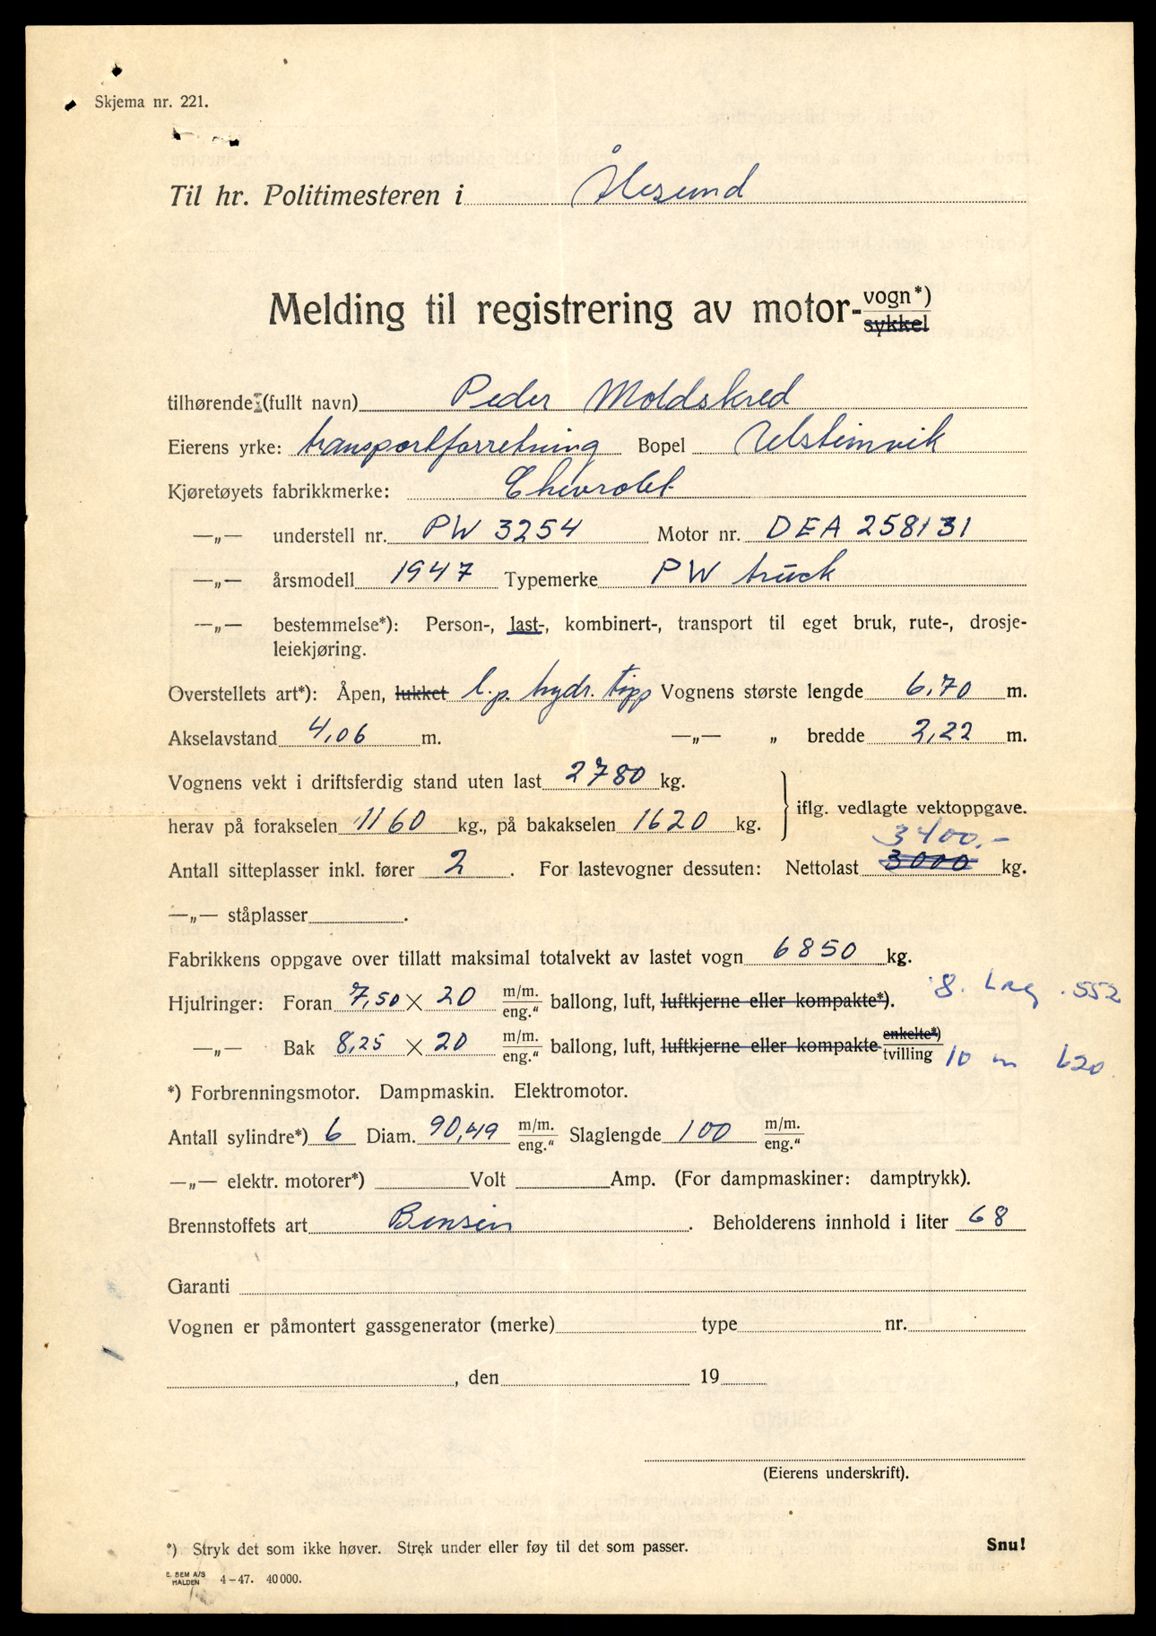 Skjema nr. 221.
Til hr. Politimesteren i Ålesund
Melding til registrering av motor-vogn*)
sykkel
tilhørende: (fullt navn) Peder Moldskred
Eierens yrke: transportforretning Bopel Ulsteinvik
Kjøretøyets fabrikkmerke: Chevrolet
—„— understell nr. PW 3254 Motor nr. DEA 258131
—„— årsmodell 1947 Typemerke PW truck
—„— bestemmelse*): Person-, last-, kombinert-, transport til eget bruk, rute-, drosje-
leiekjøring.
Overstellets art*): Åpen, lukket l.p. hydr. tipp Vognens største lengde 6,70 m.
Akselavstand 4,06 m. —„— „ bredde 2,22 m.
Vognens vekt i driftsferdig stand uten last 2780 kg.
iflg. vedlagte vektoppgave.
herav på forakselen 1160 kg., på bakakselen 1620 kg.
3400.-
Antall sitteplasser inkl. fører 2. For lastevogner dessuten: Nettolast 3000 kg.
—„— ståplasser .
Fabrikkens oppgave over tillatt maksimal totalvekt av lastet vogn 6850 kg.
Hjulringer: Foran 7,50 × 20 m/m. eng." ballong, luft, luftkjerne eller kompakte*). 8. Lag . 552
—„— Bak 8,25 × 20 m/m. eng." ballong, luft, luftkjerne eller kompakte enkelte*) tvilling 10 620
*) Forbrenningsmotor. Dampmaskin. Elektromotor.
Antall sylindre*) 6 Diam. 90,49 m/m. eng." Slaglengde 100 m/m. eng."
—„— elektr. motorer*) Volt Amp. (For dampmaskiner: damptrykk).
Brennstoffets art Bensin . Beholderens innhold i liter 68
Garanti
Vognen er påmontert gassgenerator (merke) type nr.
, den 19
(Eierens underskrift).
*) Stryk det som ikke høver. Strek under eller føy til det som passer. Snu!
E. SEM A/S HALDEN 4-47. 40 000.